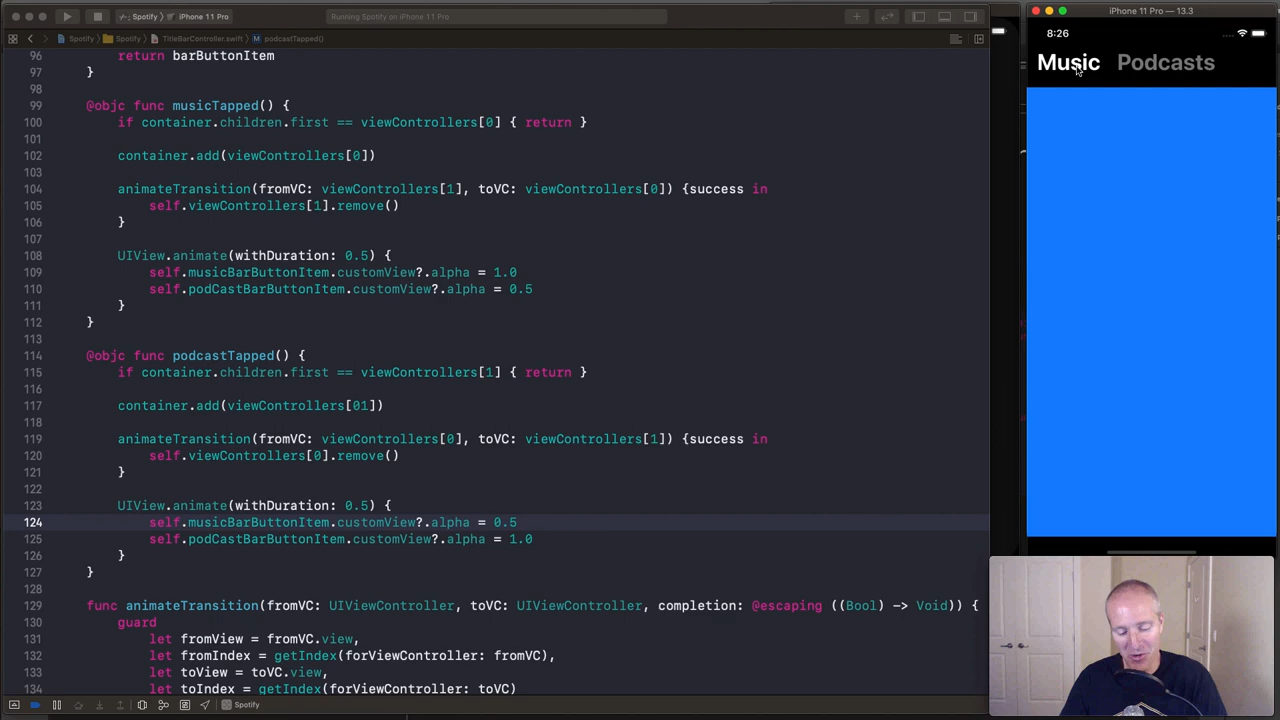 Spotify
iPhone 11 Pro
Running Spotify on iPhone 11 Pro
iPhone 11 Pro — 13.3
Spotify
Spotify
TitleBarController.swift
podcastTapped()
8:26
Music
Podcasts
96 return barButtonItem
97 }
98
99 @objc func musicTapped() {
100 if container.children.first == viewControllers[0] { return }
101
102 container.add(viewControllers[0])
103
104 animateTransition(fromVC: viewControllers[1], toVC: viewControllers[0]) {success in
105 self.viewControllers[1].remove()
106 }
107
108 UIView.animate(withDuration: 0.5) {
109 self.musicBarButtonItem.customView?.alpha = 1.0
110 self.podCastBarButtonItem.customView?.alpha = 0.5
111 }
112 }
113
114 @objc func podcastTapped() {
115 if container.children.first == viewControllers[1] { return }
116
117 container.add(viewControllers[01])
118
119 animateTransition(fromVC: viewControllers[0], toVC: viewControllers[1]) {success in
120 self.viewControllers[0].remove()
121 }
122
123 UIView.animate(withDuration: 0.5) {
124 self.musicBarButtonItem.customView?.alpha = 0.5
125 self.podCastBarButtonItem.customView?.alpha = 1.0
126 }
127 }
128
129 func animateTransition(fromVC: UIViewController, toVC: UIViewController, completion: @escaping ((Bool) -> Void)) {
130 guard
131 let fromView = fromVC.view,
132 let fromIndex = getIndex(forViewController: fromVC),
133 let toView = toVC.view,
134 let toIndex = getIndex(forViewController: toVC)
Spotify